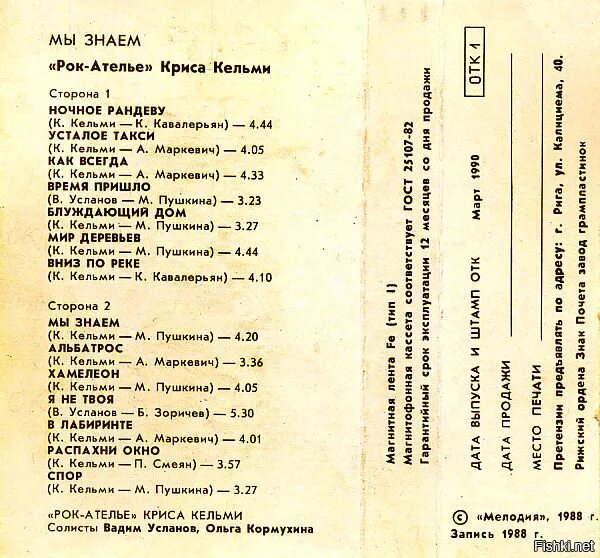 МЫ ЗНАЕМ
«Рок-Ателье» Криса Кельми
Сторона 1
НОЧНОЕ РАНДЕВУ
(К. Кельми — К. Кавалерьян) — 4.44
УСТАЛОЕ ТАКСИ
(К. Кельми — А. Маркевич) — 4.05
КАК ВСЕГДА
(К. Кельми — А. Маркевич) — 4.33
ВРЕМЯ ПРИШЛО
(В. Усланов — М. Пушкина) — 3.23
БЛУЖДАЮЩИЙ ДОМ
(К. Кельми — М. Пушкина) — 3.27
МИР ДЕРЕВЬЕВ
(К. Кельми — М. Пушкина) — 4.44
ВНИЗ ПО РЕКЕ
(К. Кельми — К. Кавалерьян) — 4.10
Сторона 2
МЫ ЗНАЕМ
(К. Кельми — М. Пушкина) — 4.20
АЛЬБАТРОС
(К. Кельми — А. Маркевич) — 3.36
ХАМЕЛЕОН
(К. Кельми — М. Пушкина) — 4.05
Я НЕ ТВОЯ
(В. Усланов — Б. Зоричев) — 5.30
В ЛАБИРИНТЕ
(К. Кельми — А. Маркевич) — 4.01
РАСПАХНИ ОКНО
(К. Кельми — П. Смеян) — 3.57
СПОР
(К. Кельми — М. Пушкина) — 3.27
«РОК-АТЕЛЬЕ» КРИСА КЕЛЬМИ
Солисты Вадим Усланов, Ольга Кормухина
Магнитная лента Fe (тип I)
Магнитофонная кассета соответствует ГОСТ 25107-82
Гарантийный срок эксплуатации 12 месяцев со дня продажи
ОТК 1
ДАТА ВЫПУСКА И ШТАМП ОТК Март 1990
ДАТА ПРОДАЖИ
МЕСТО ПЕЧАТИ
Претензии предъявлять по адресу: г. Рига, ул. Калнциема, 40.
Рижский ордена Знак Почета завод грампластинок
© «Мелодия», 1988 г.
Запись 1988 г.
Fishki.net